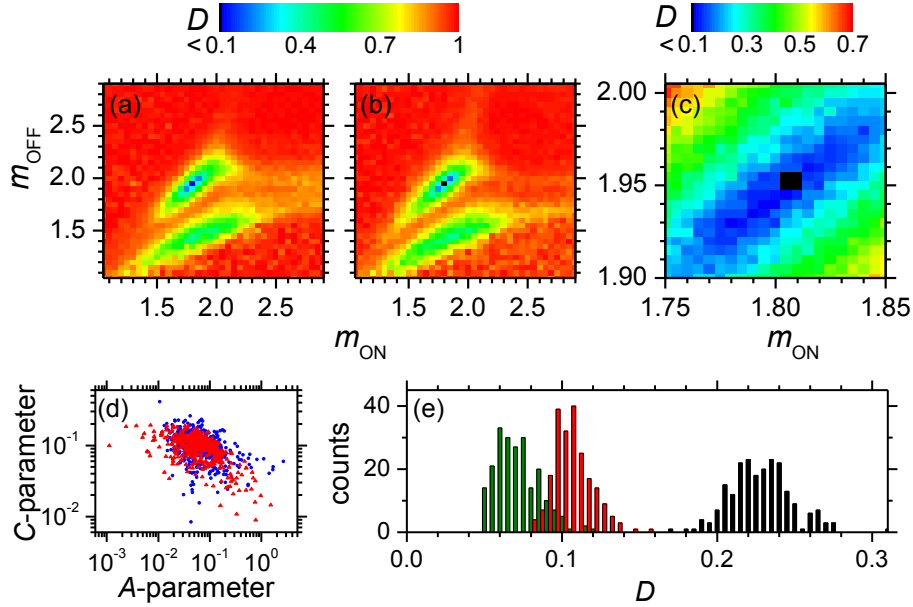 D
<0.1 0.4 0.7 1
D
<0.1 0.3 0.5 0.7
(a) (b) (c)
mOFF
2.5
2.0
1.5
1.5 2.0 2.5
1.5 2.0 2.5
mON
2.00
1.95
1.90
1.75 1.80 1.85
mON
(d)
C-parameter
10⁻¹
10⁻²
10⁻³ 10⁻² 10⁻¹ 10⁰
A-parameter
(e)
counts
40
20
0
0.0 0.1 0.2 0.3
D